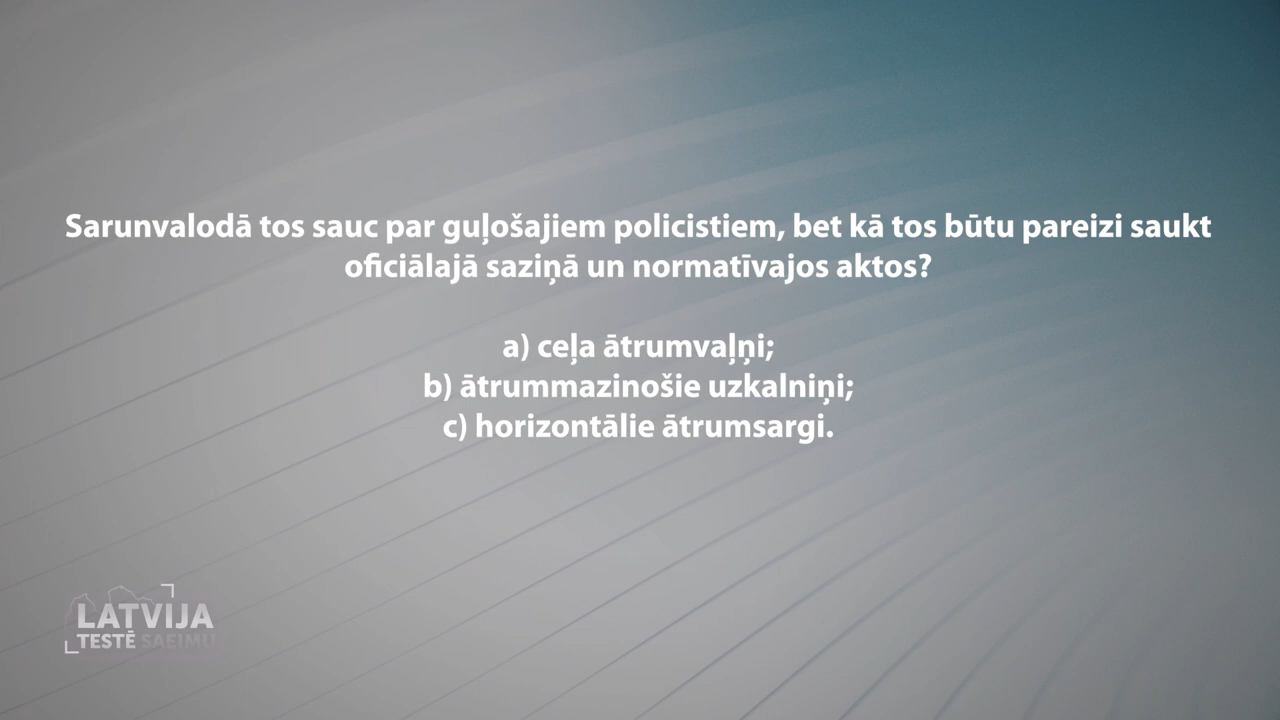 Sarunvalodā tos sauc par guļošajiem policistiem, bet kā tos būtu pareizi saukt
oficiālajā saziņā un normatīvajos aktos?
a) ceļa ātrumvaļņi;
b) ātrummazinošie uzkalniņi;
c) horizontālie ātrumsargi.
LATVIJA
TESTĒ SAEIMU